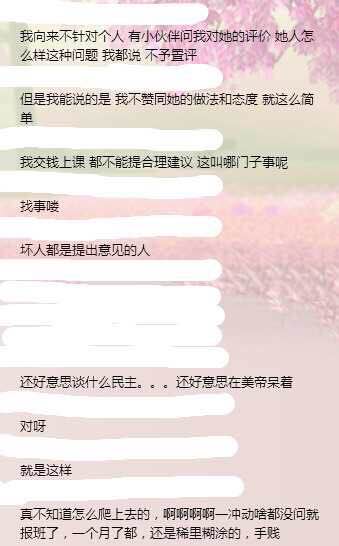 我向来不针对个人 有小伙伴问我对她的评价 她人怎
么样这种问题 我都说 不予置评
但是我能说的是 我不赞同她的做法和态度 就这么简
单
我交钱上课 都不能提合理建议 这叫哪门子事呢
找事喽
坏人都是提出意见的人
还好意思谈什么民主。。。还好意思在美帝呆着
对呀
就是这样
真不知道怎么爬上去的，啊啊啊啊一冲动啥都没问就
报班了，一个月了都，还是稀里糊涂的，手贱